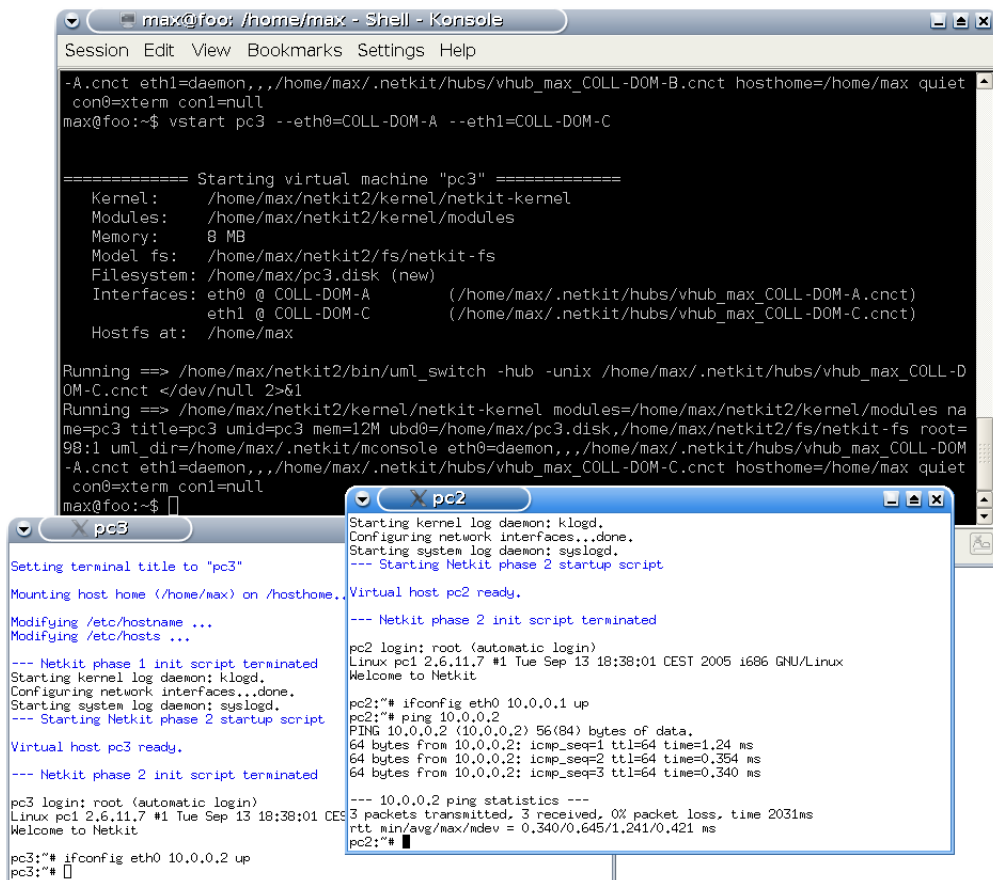 max@foo: /home/max - Shell - Konsole
Session Edit View Bookmarks Settings Help
-A.cnct eth1=daemon,,,/home/max/.netkit/hubs/vhub_max_COLL-DOM-B.cnct hosthome=/home/max quiet
con0=xterm con1=null
max@foo:~$ vstart pc3 --eth0=COLL-DOM-A --eth1=COLL-DOM-C
============= Starting virtual machine "pc3" =============
Kernel: /home/max/netkit2/kernel/netkit-kernel
Modules: /home/max/netkit2/kernel/modules
Memory: 8 MB
Model fs: /home/max/netkit2/fs/netkit-fs
Filesystem: /home/max/pc3.disk (new)
Interfaces: eth0 @ COLL-DOM-A (/home/max/.netkit/hubs/vhub_max_COLL-DOM-A.cnct)
eth1 @ COLL-DOM-C (/home/max/.netkit/hubs/vhub_max_COLL-DOM-C.cnct)
Hostfs at: /home/max
Running ==> /home/max/netkit2/bin/uml_switch -hub -unix /home/max/.netkit/hubs/vhub_max_COLL-D
OM-C.cnct </dev/null 2>&1
Running ==> /home/max/netkit2/kernel/netkit-kernel modules=/home/max/netkit2/kernel/modules na
me=pc3 title=pc3 umid=pc3 mem=12M ubd0=/home/max/pc3.disk,/home/max/netkit2/fs/netkit-fs root=
98:1 uml_dir=/home/max/.netkit/mconsole eth0=daemon,,,/home/max/.netkit/hubs/vhub_max_COLL-DOM
-A.cnct eth1=daemon,,,/home/max/.netkit/hubs/vhub_max_COLL-DOM-C.cnct hosthome=/home/max quiet
con0=xterm con1=null
max@foo:~$
pc3
Setting terminal title to "pc3"
Mounting host home (/home/max) on /hosthome..
Modifying /etc/hostname ...
Modifying /etc/hosts ...
--- Netkit phase 1 init script terminated
Starting kernel log daemon: klogd.
Configuring network interfaces...done.
Starting system log daemon: syslogd.
--- Starting Netkit phase 2 startup script
Virtual host pc3 ready.
--- Netkit phase 2 init script terminated
pc3 login: root (automatic login)
Linux pc1 2.6.11.7 #1 Tue Sep 13 18:38:01 CES
Welcome to Netkit
pc3:~# ifconfig eth0 10.0.0.2 up
pc3:~#
pc2
Starting kernel log daemon: klogd.
Configuring network interfaces...done.
Starting system log daemon: syslogd.
--- Starting Netkit phase 2 startup script
Virtual host pc2 ready.
--- Netkit phase 2 init script terminated
pc2 login: root (automatic login)
Linux pc1 2.6.11.7 #1 Tue Sep 13 18:38:01 CEST 2005 i686 GNU/Linux
Welcome to Netkit
pc2:~# ifconfig eth0 10.0.0.1 up
pc2:~# ping 10.0.0.2
PING 10.0.0.2 (10.0.0.2) 56(84) bytes of data.
64 bytes from 10.0.0.2: icmp_seq=1 ttl=64 time=1.24 ms
64 bytes from 10.0.0.2: icmp_seq=2 ttl=64 time=0.354 ms
64 bytes from 10.0.0.2: icmp_seq=3 ttl=64 time=0.340 ms
--- 10.0.0.2 ping statistics ---
3 packets transmitted, 3 received, 0% packet loss, time 2031ms
rtt min/avg/max/mdev = 0.340/0.645/1.241/0.421 ms
pc2:~#